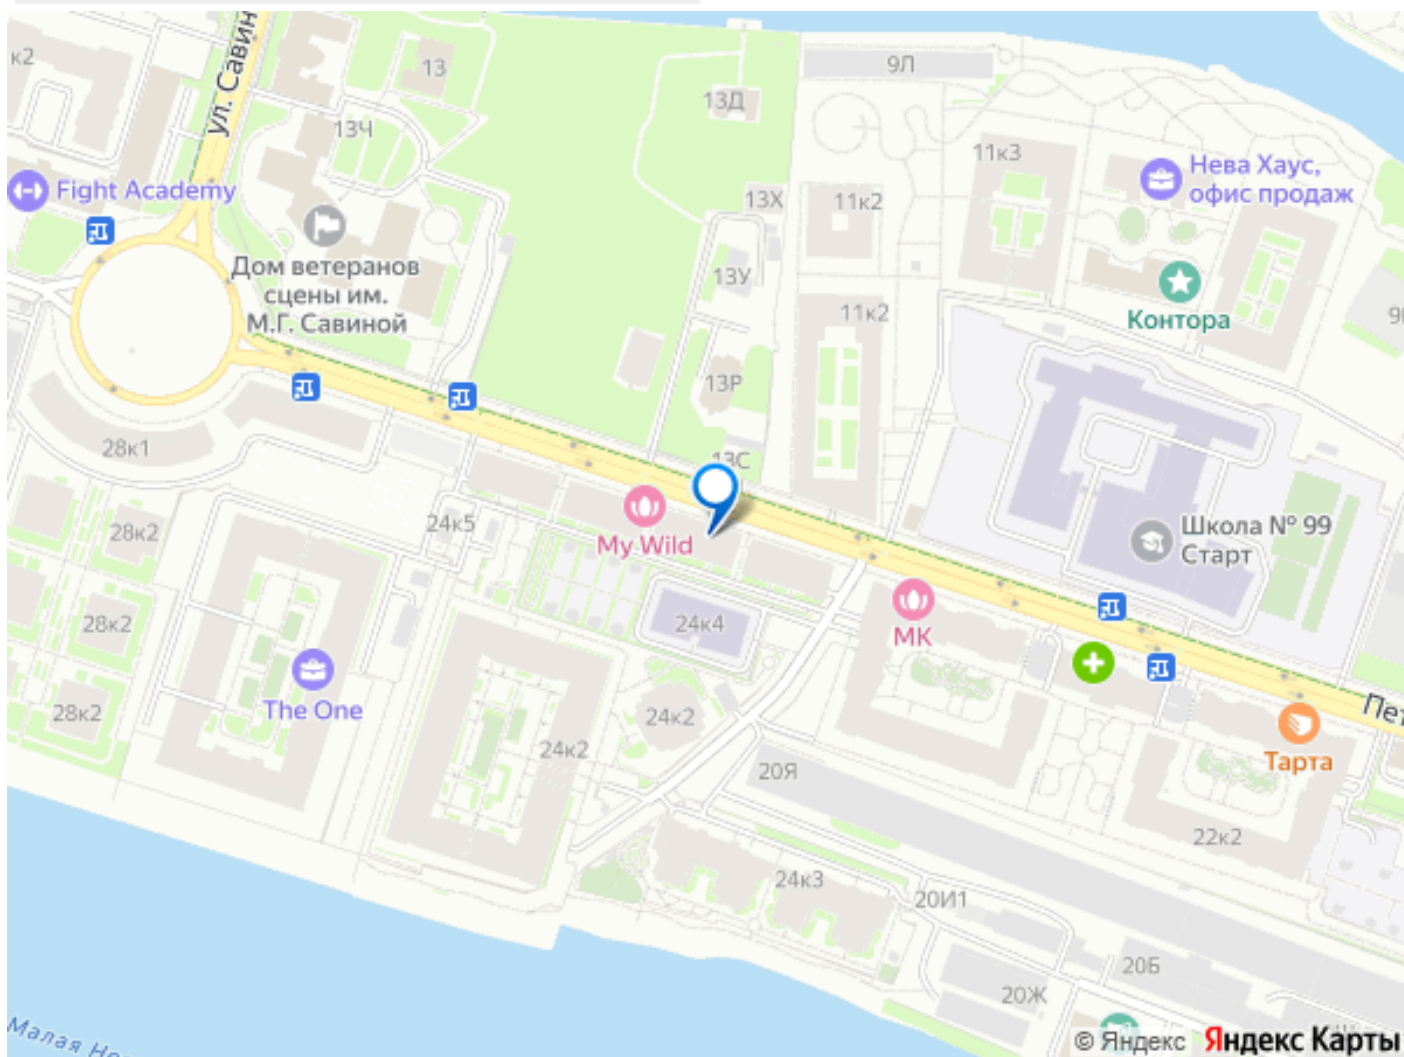 к2
ул. Савин
13
9Л
13Д
13Ч
11к3
Нева Хаус,
офис продаж
Fight Academy
13Х
11к2
Дом ветеранов
сцены им.
М.Г. Савиной
13У
11к2
Контора
13Р
28к1
13С
24к5
My Wild
Школа № 99
Старт
28к2
28к2
24к4
МК
28к2
The One
24к2
24к2
20Я
Тарта
22к2
24к3
20И1
20Б
20Ж
Малая
© Яндекс Яндекс Карты